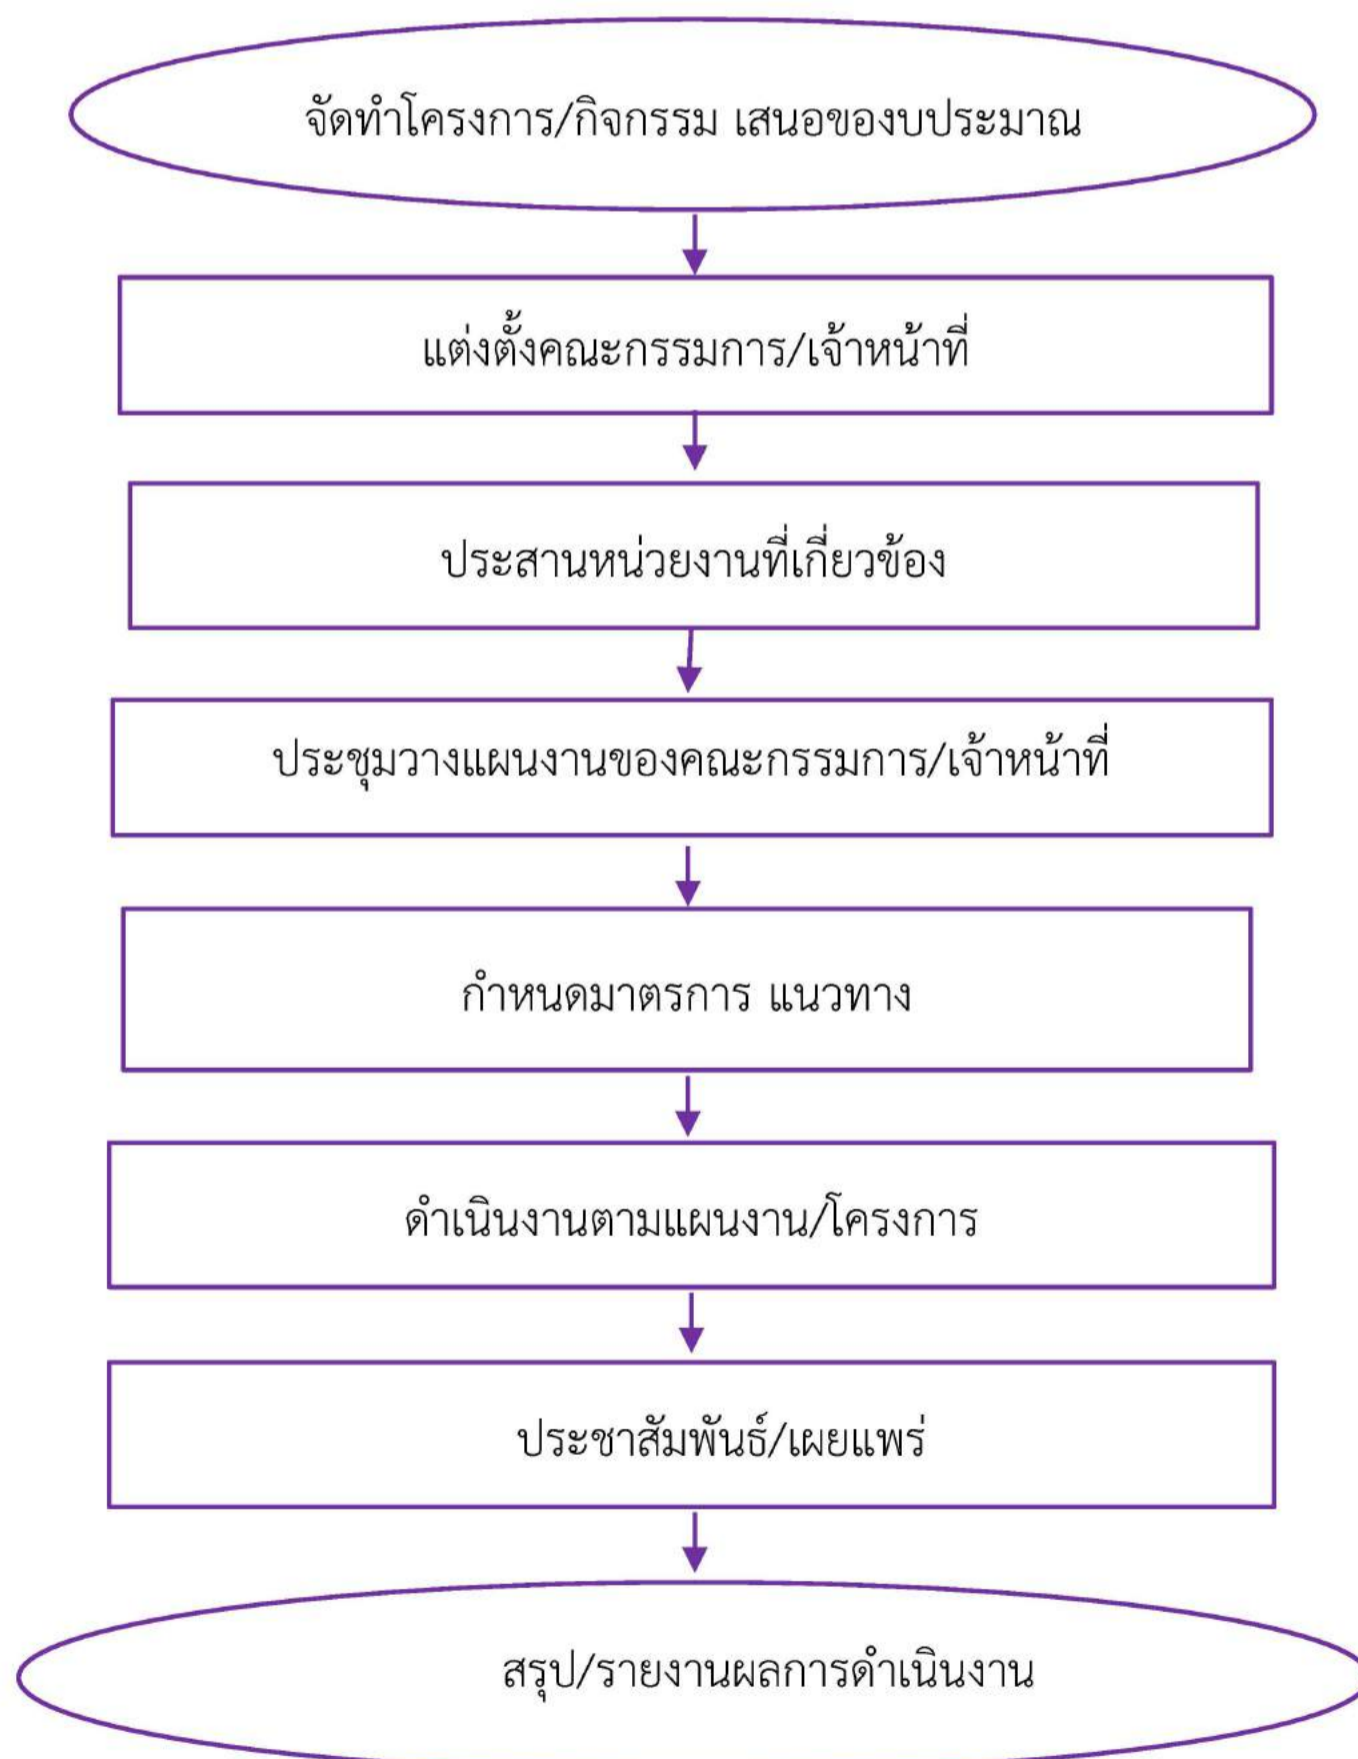 จัดทำโครงการ/กิจกรรม เสนอของบประมาณ
แต่งตั้งคณะกรรมการ/เจ้าหน้าที่
ประสานหน่วยงานที่เกี่ยวข้อง
ประชุมวางแผนงานของคณะกรรมการ/เจ้าหน้าที่
กำหนดมาตรการ แนวทาง
ดำเนินงานตามแผนงาน/โครงการ
ประชาสัมพันธ์/เผยแพร่
สรุป/รายงานผลการดำเนินงาน